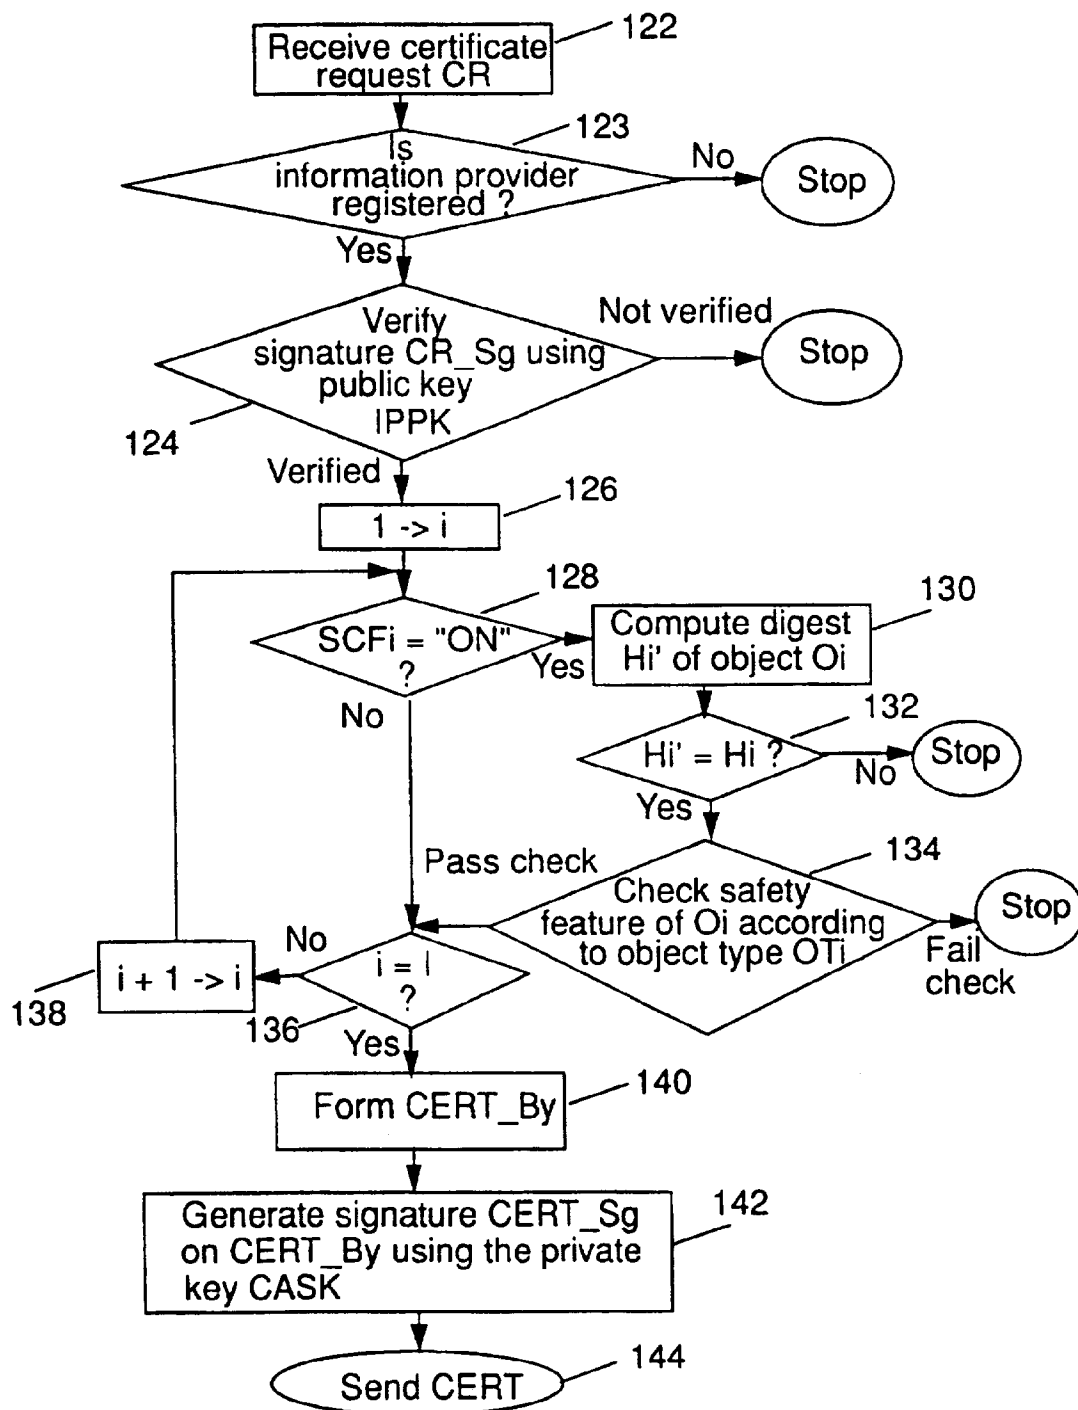 122
Receive certificate
request CR
123
Is
information provider
registered ?
No
Stop
Yes
Verify
signature CR_Sg using
public key
IPPK
Not verified
Stop
124
Verified
126
1 -> i
128
SCFi = "ON"
?
Yes
130
Compute digest
Hi' of object Oi
No
132
Hi' = Hi ?
No
Stop
Yes
134
Pass check
Check safety
feature of Oi according
to object type OTi
Stop
Fail
check
No
i = I
?
i + 1 -> i
138
136
Yes
140
Form CERT_By
142
Generate signature CERT_Sg
on CERT_By using the private
key CASK
144
Send CERT